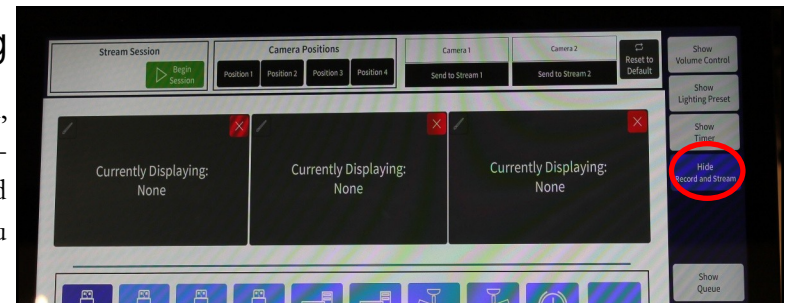 g
,
–
d
u
Stream Session
Begin
Session
Camera Positions
Position 1
Position 2
Position 3
Position 4
Camera 1
Send to Stream 1
Camera 2
Send to Stream 2
Reset to
Default
Show
Volume Control
Show
Lighting Preset
Show
Timer
Hide
Record and Stream
Show
Queue
Currently Displaying:
None
Currently Displaying:
None
Currently Displaying:
None